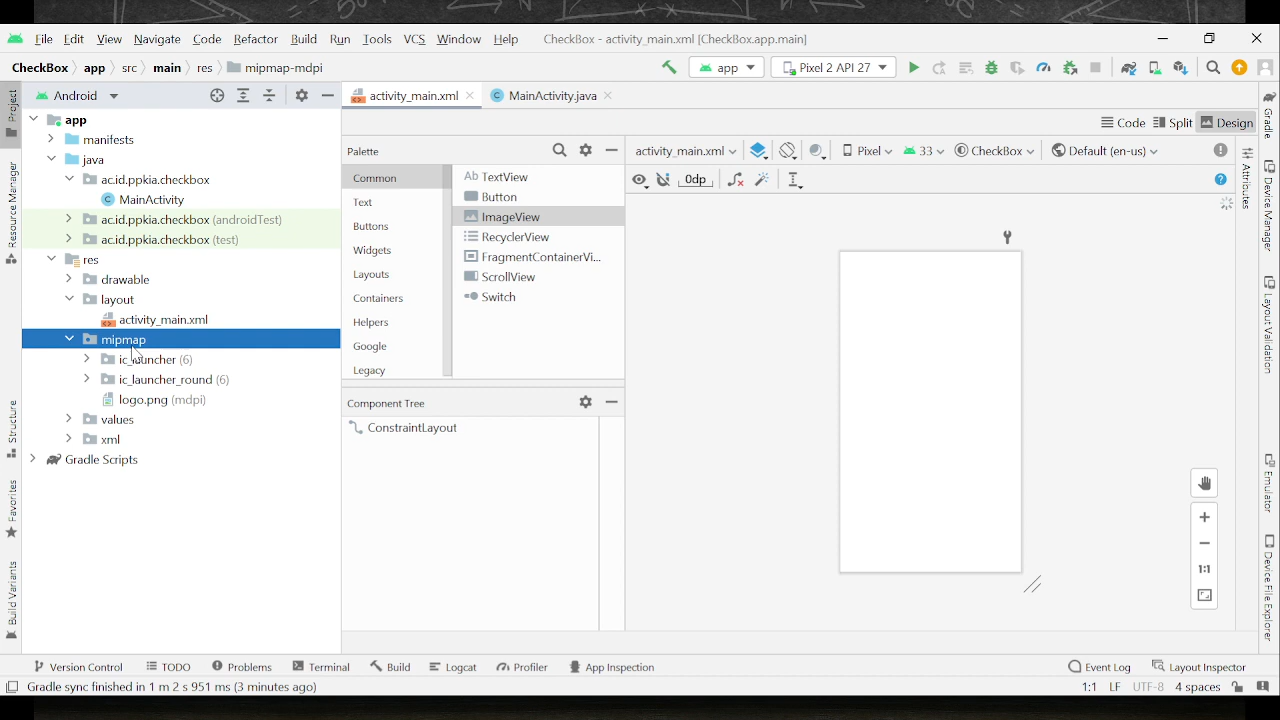 File Edit View Navigate Code Refactor Build Run Tools VCS Window Help CheckBox - activity_main.xml [CheckBox.app.main]
CheckBox app src main res mipmap-mdpi app Pixel 2 API 27
Project
Resource Manager
Structure
Favorites
Build Variants
Android
app
manifests
java
ac.id.ppkia.checkbox
MainActivity
ac.id.ppkia.checkbox (androidTest)
ac.id.ppkia.checkbox (test)
res
drawable
layout
activity_main.xml
mipmap
ic_launcher (6)
ic_launcher_round (6)
logo.png (mdpi)
values
xml
Gradle Scripts
activity_main.xml MainActivity.java
Code Split Design
Palette
Common
Text
Buttons
Widgets
Layouts
Containers
Helpers
Google
Legacy
Ab TextView
Button
ImageView
RecyclerView
FragmentContainerVi...
ScrollView
Switch
Component Tree
ConstraintLayout
activity_main.xml Pixel 33 CheckBox Default (en-us)
0dp
1:1
Attributes
Gradle
Device Manager
Layout Validation
Emulator
Device File Explorer
Version Control TODO Problems Terminal Build Logcat Profiler App Inspection Event Log Layout Inspector
Gradle sync finished in 1 m 2 s 951 ms (3 minutes ago) 1:1 LF UTF-8 4 spaces